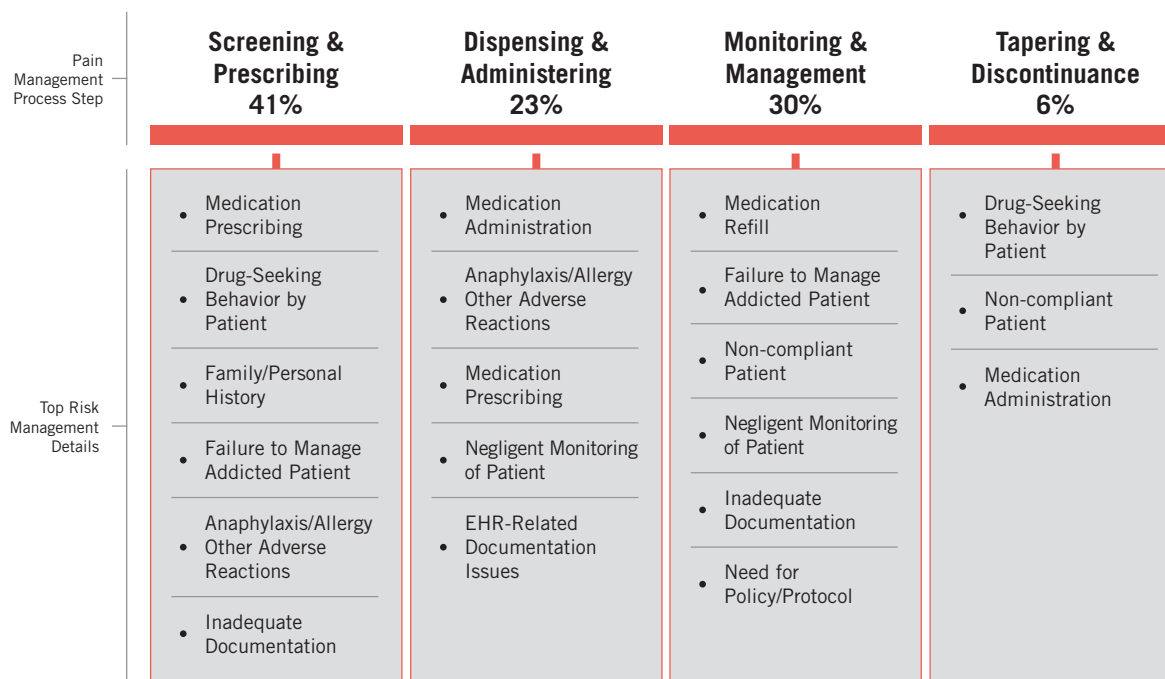 Pain
Management
Process Step
Screening &
Prescribing
41%
Dispensing &
Administering
23%
Monitoring &
Management
30%
Tapering &
Discontinuance
6%
Top Risk
Management
Details
• Medication
Prescribing
• Drug-Seeking
Behavior by
Patient
• Family/Personal
History
• Failure to Manage
Addicted Patient
• Anaphylaxis/Allergy
Other Adverse
Reactions
• Inadequate
Documentation
• Medication
Administration
• Anaphylaxis/Allergy
Other Adverse
Reactions
• Medication
Prescribing
• Negligent Monitoring
of Patient
• EHR-Related
Documentation
Issues
• Medication
Refill
• Failure to Manage
Addicted Patient
• Non-compliant
Patient
• Negligent Monitoring
of Patient
• Inadequate
Documentation
• Need for
Policy/Protocol
• Drug-Seeking
Behavior by
Patient
• Non-compliant
Patient
• Medication
Administration